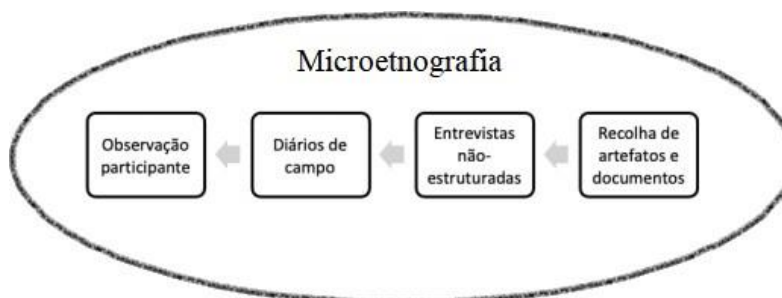 Microetnografia
Observação
participante
Diários de
campo
Entrevistas
não-
estruturadas
Recolha de
artefatos e
documentos